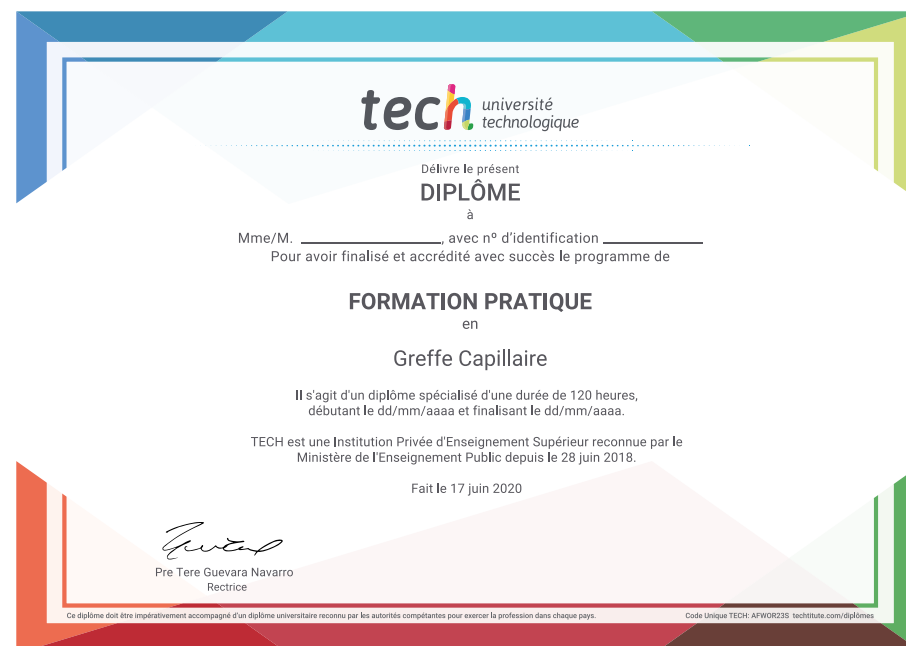 tech université
technologique
Délivre le présent
DIPLÔME
à
Mme/M. ____________________, avec nº d'identification ______________
Pour avoir finalisé et accrédité avec succès le programme de
FORMATION PRATIQUE
en
Greffe Capillaire
Il s'agit d'un diplôme spécialisé d'une durée de 120 heures,
débutant le dd/mm/aaaa et finalisant le dd/mm/aaaa.
TECH est une Institution Privée d'Enseignement Supérieur reconnue par le
Ministère de l'Enseignement Public depuis le 28 juin 2018.
Fait le 17 juin 2020
Pre Tere Guevara Navarro
Rectrice
Ce diplôme doit être impérativement accompagné d'un diplôme universitaire reconnu par les autorités compétantes pour exercer la profession dans chaque pays.
Code Unique TECH: AFWOR23S techtitute.com/diplômes